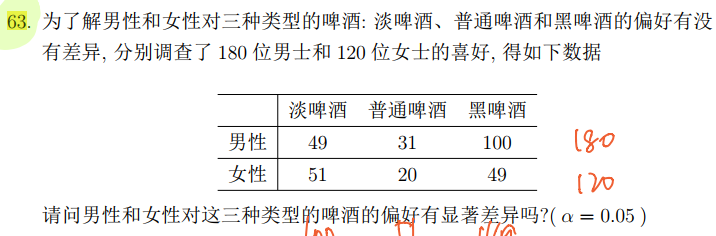 63. 为了解男性和女性对三种类型的啤酒: 淡啤酒、普通啤酒和黑啤酒的偏好有没
有差异, 分别调查了 180 位男士和 120 位女士的喜好, 得如下数据
淡啤酒 普通啤酒 黑啤酒
男性 49 31 100 180
女性 51 20 49 120
请问男性和女性对这三种类型的啤酒的偏好有显著差异吗?( α = 0.05 )